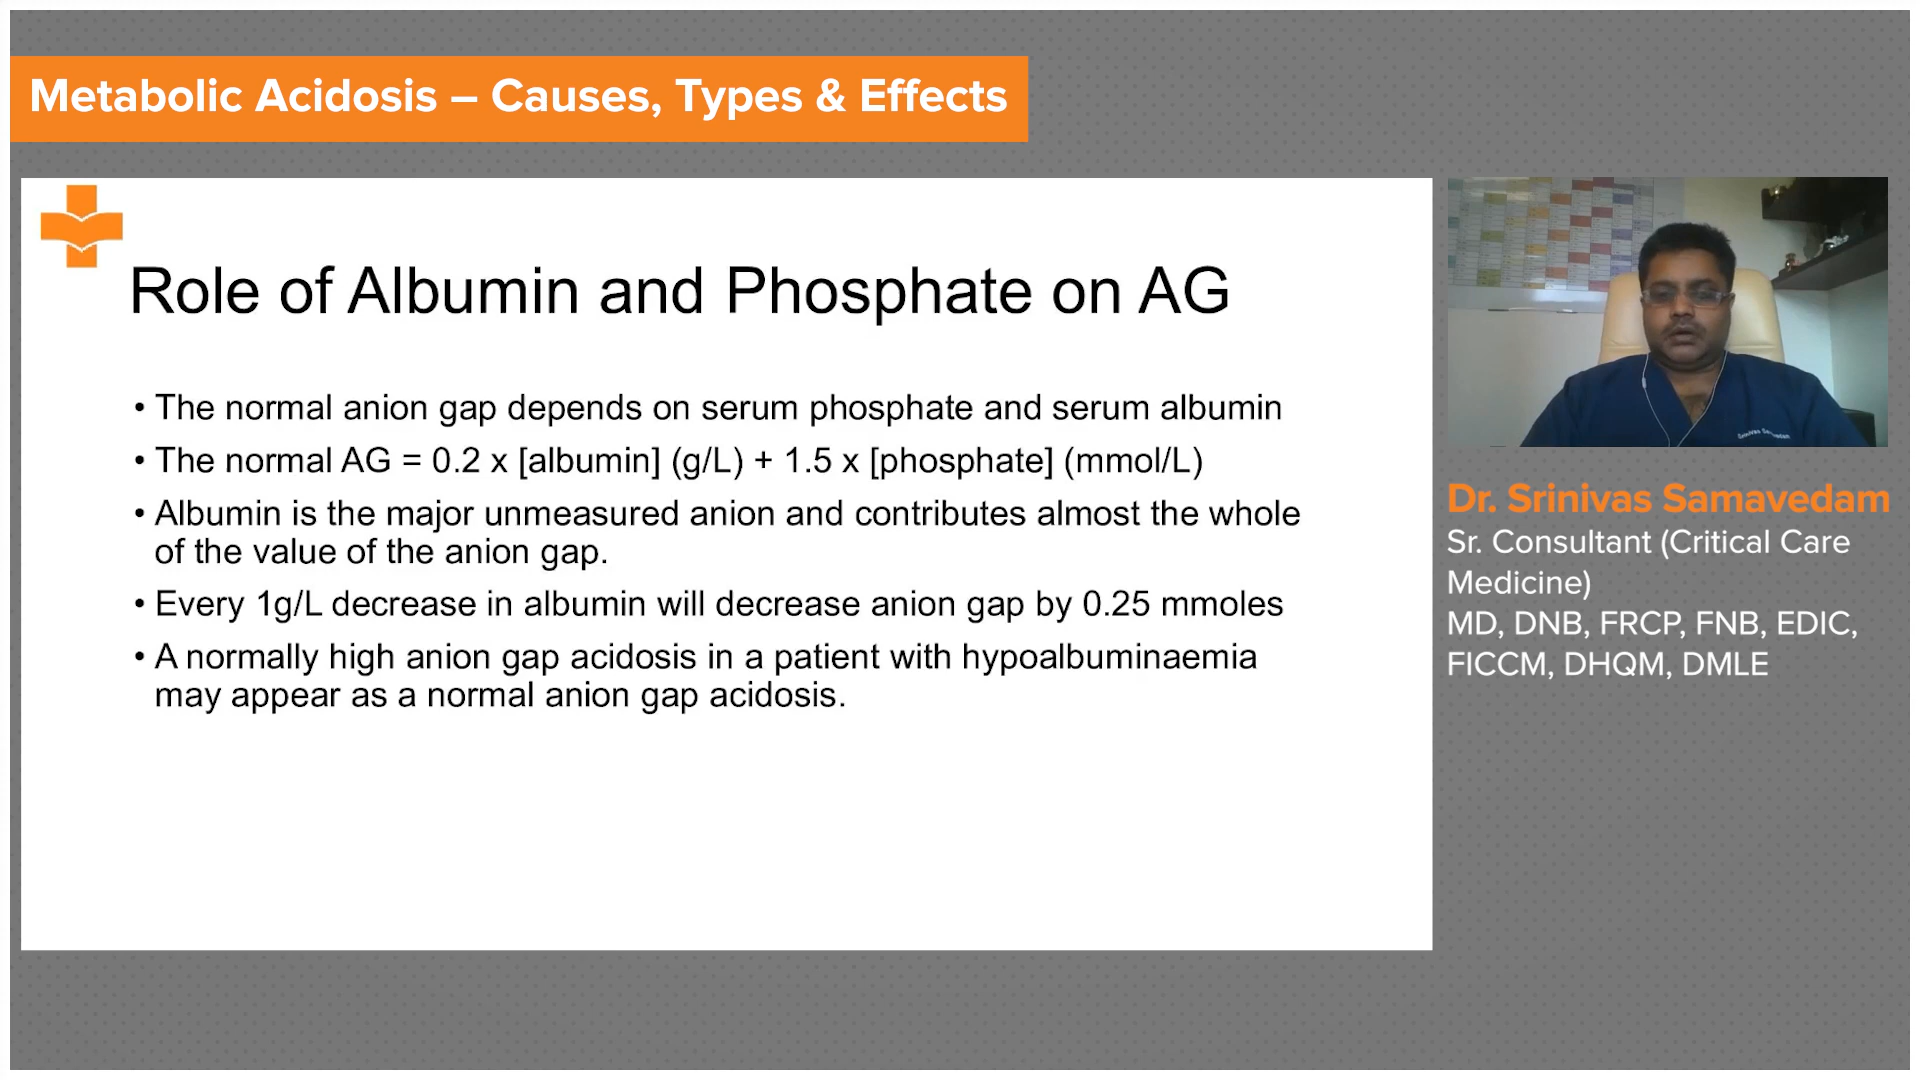 Metabolic Acidosis – Causes, Types & Effects
Role of Albumin and Phosphate on AG
• The normal anion gap depends on serum phosphate and serum albumin
• The normal AG = 0.2 x [albumin] (g/L) + 1.5 x [phosphate] (mmol/L)
• Albumin is the major unmeasured anion and contributes almost the whole
of the value of the anion gap.
• Every 1g/L decrease in albumin will decrease anion gap by 0.25 mmoles
• A normally high anion gap acidosis in a patient with hypoalbuminaemia
may appear as a normal anion gap acidosis.
Dr. Srinivas Samavedam
Sr. Consultant (Critical Care
Medicine)
MD, DNB, FRCP, FNB, EDIC,
FICCM, DHQM, DMLE